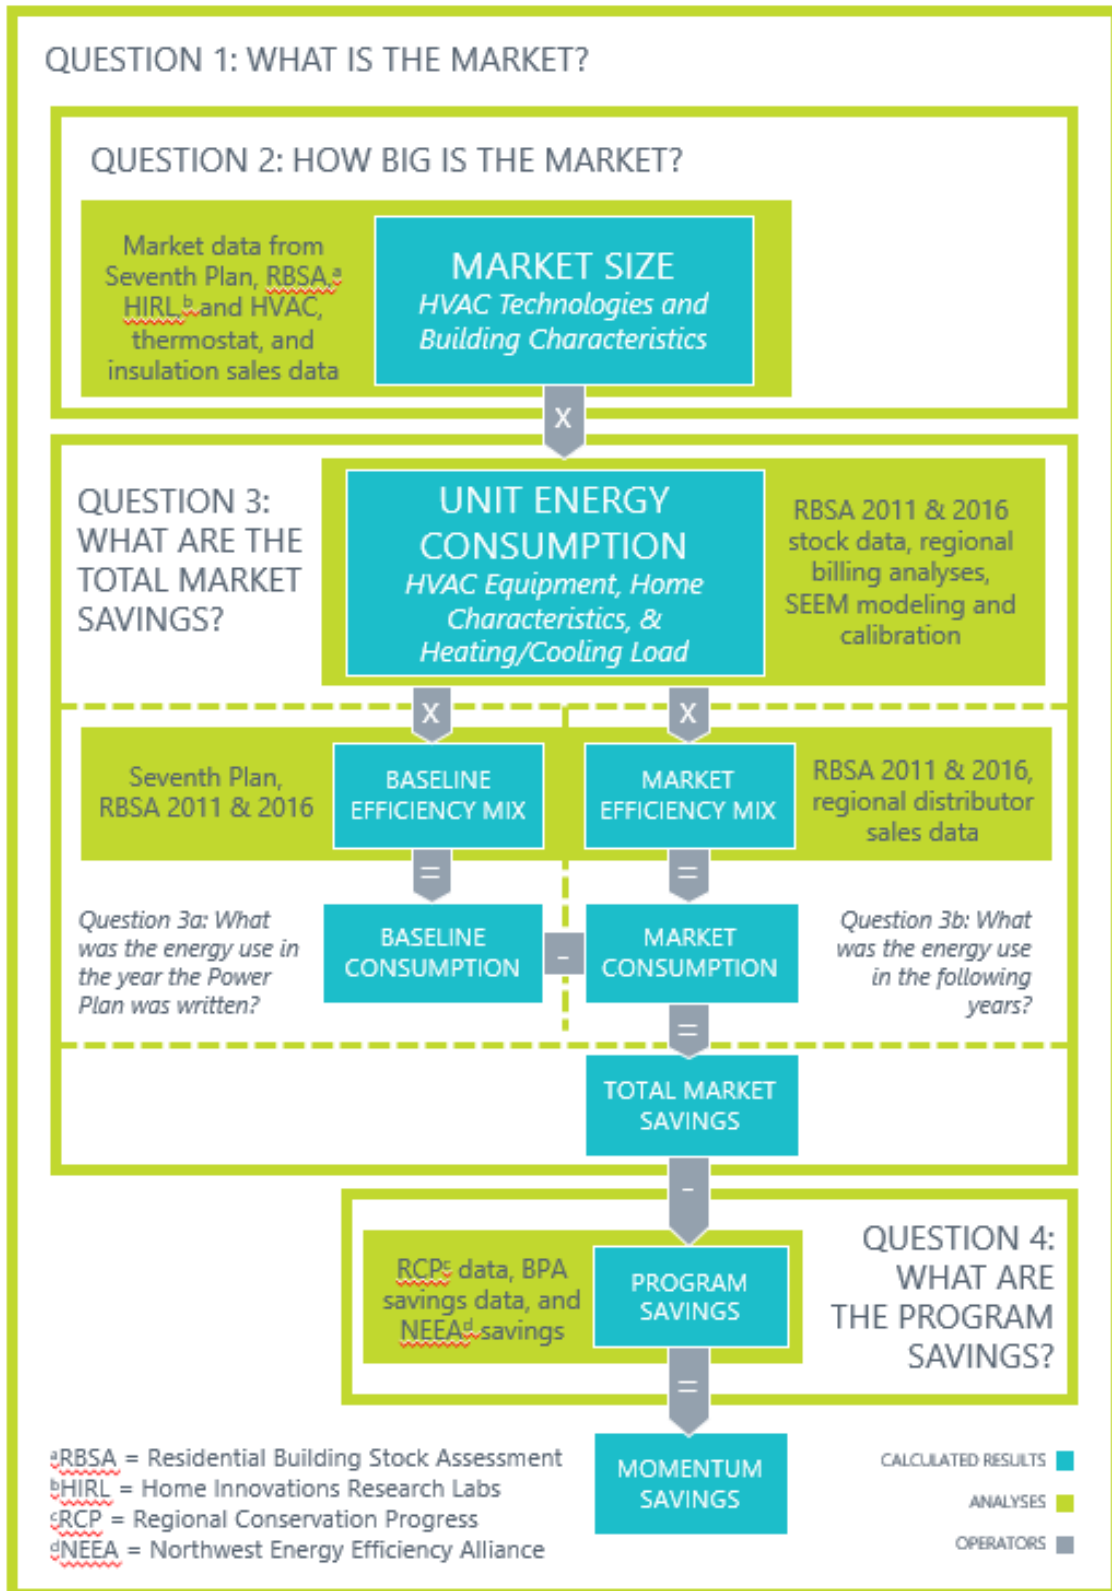 QUESTION 1: WHAT IS THE MARKET?
QUESTION 2: HOW BIG IS THE MARKET?
Market data from
Seventh Plan, RBSA,ᵃ
HIRL,ᵇ and HVAC,
thermostat, and
insulation sales data
MARKET SIZE
HVAC Technologies and
Building Characteristics
X
QUESTION 3:
WHAT ARE THE
TOTAL MARKET
SAVINGS?
UNIT ENERGY
CONSUMPTION
HVAC Equipment, Home
Characteristics, &
Heating/Cooling Load
RBSA 2011 & 2016
stock data, regional
billing analyses,
SEEM modeling and
calibration
X
X
Seventh Plan,
RBSA 2011 & 2016
BASELINE
EFFICIENCY MIX
MARKET
EFFICIENCY MIX
RBSA 2011 & 2016,
regional distributor
sales data
=
=
Question 3a: What
was the energy use in
the year the Power
Plan was written?
BASELINE
CONSUMPTION
-
MARKET
CONSUMPTION
Question 3b: What
was the energy use
in the following
years?
=
TOTAL MARKET
SAVINGS
-
RCPᶜ data, BPA
savings data, and
NEEAᵈ savings
PROGRAM
SAVINGS
QUESTION 4:
WHAT ARE
THE PROGRAM
SAVINGS?
=
MOMENTUM
SAVINGS
ᵃRBSA = Residential Building Stock Assessment
ᵇHIRL = Home Innovations Research Labs
ᶜRCP = Regional Conservation Progress
ᵈNEEA = Northwest Energy Efficiency Alliance
CALCULATED RESULTS
ANALYSES
OPERATORS